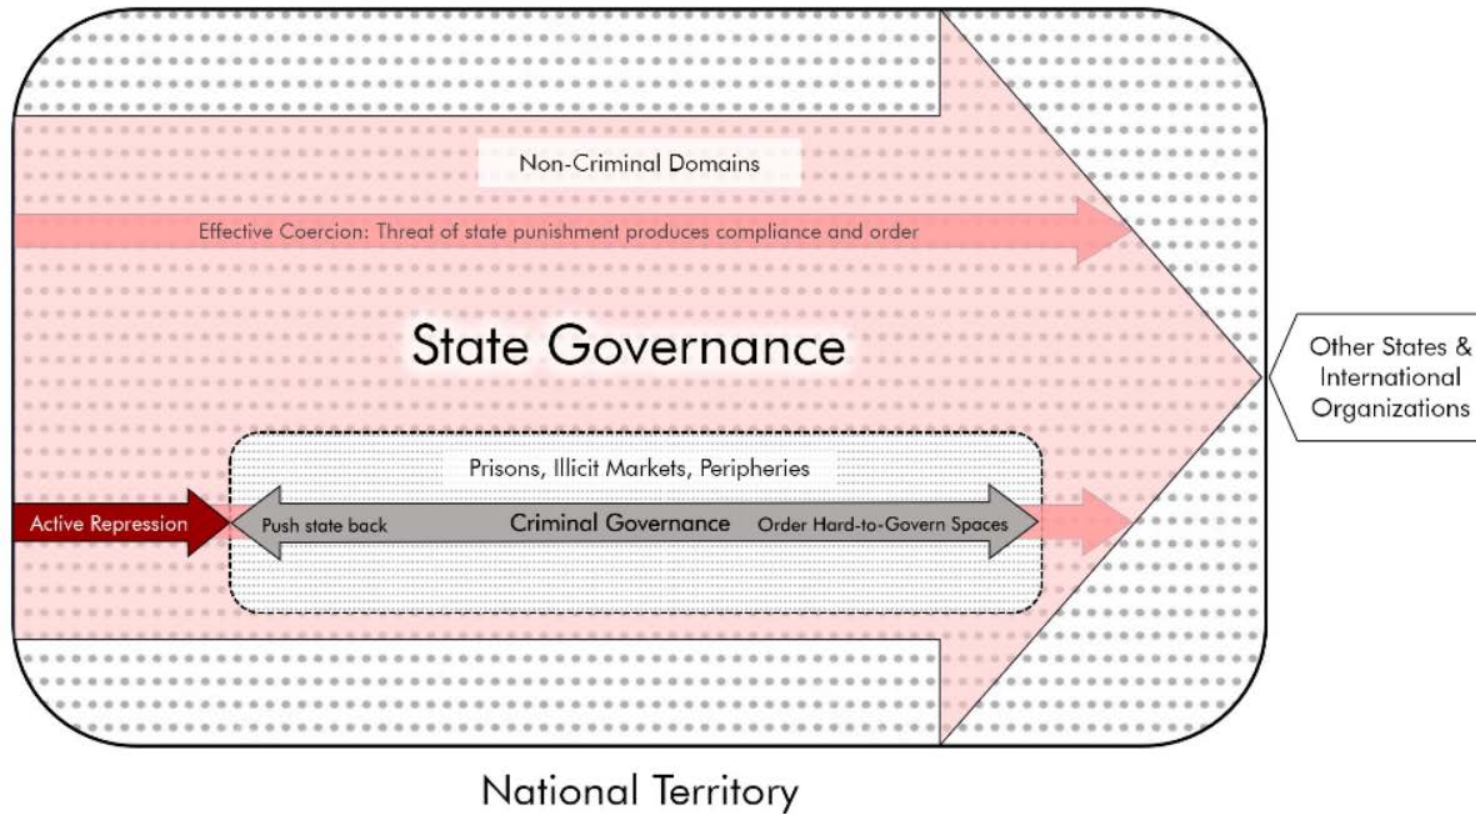 Non-Criminal Domains
Effective Coercion: Threat of state punishment produces compliance and order
State Governance
Other States &
International
Organizations
Prisons, Illicit Markets, Peripheries
Active Repression
Push state back
Criminal Governance
Order Hard-to-Govern Spaces
National Territory